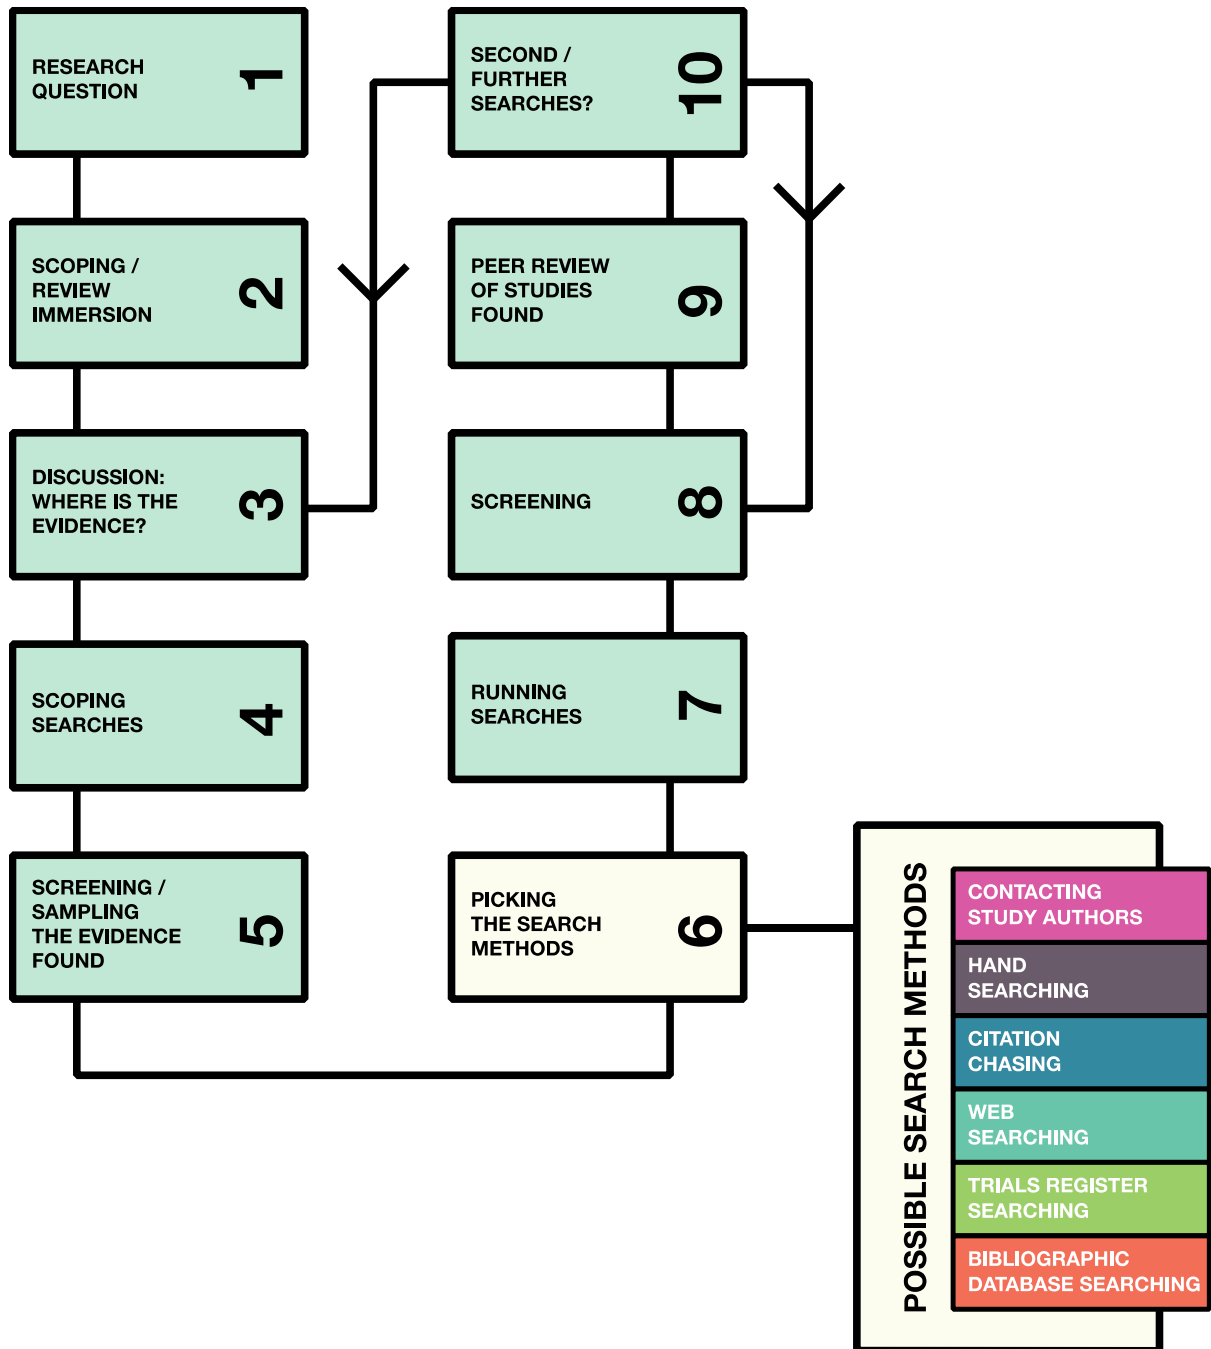 RESEARCH
QUESTION
1
SCOPING /
REVIEW
IMMERSION
2
DISCUSSION:
WHERE IS THE
EVIDENCE?
3
SCOPING
SEARCHES
4
SCREENING /
SAMPLING
THE EVIDENCE
FOUND
5
PICKING
THE SEARCH
METHODS
6
RUNNING
SEARCHES
7
SCREENING
8
PEER REVIEW
OF STUDIES
FOUND
9
SECOND /
FURTHER
SEARCHES?
10
POSSIBLE SEARCH METHODS
CONTACTING
STUDY AUTHORS
HAND
SEARCHING
CITATION
CHASING
WEB
SEARCHING
TRIALS REGISTER
SEARCHING
BIBLIOGRAPHIC
DATABASE SEARCHING